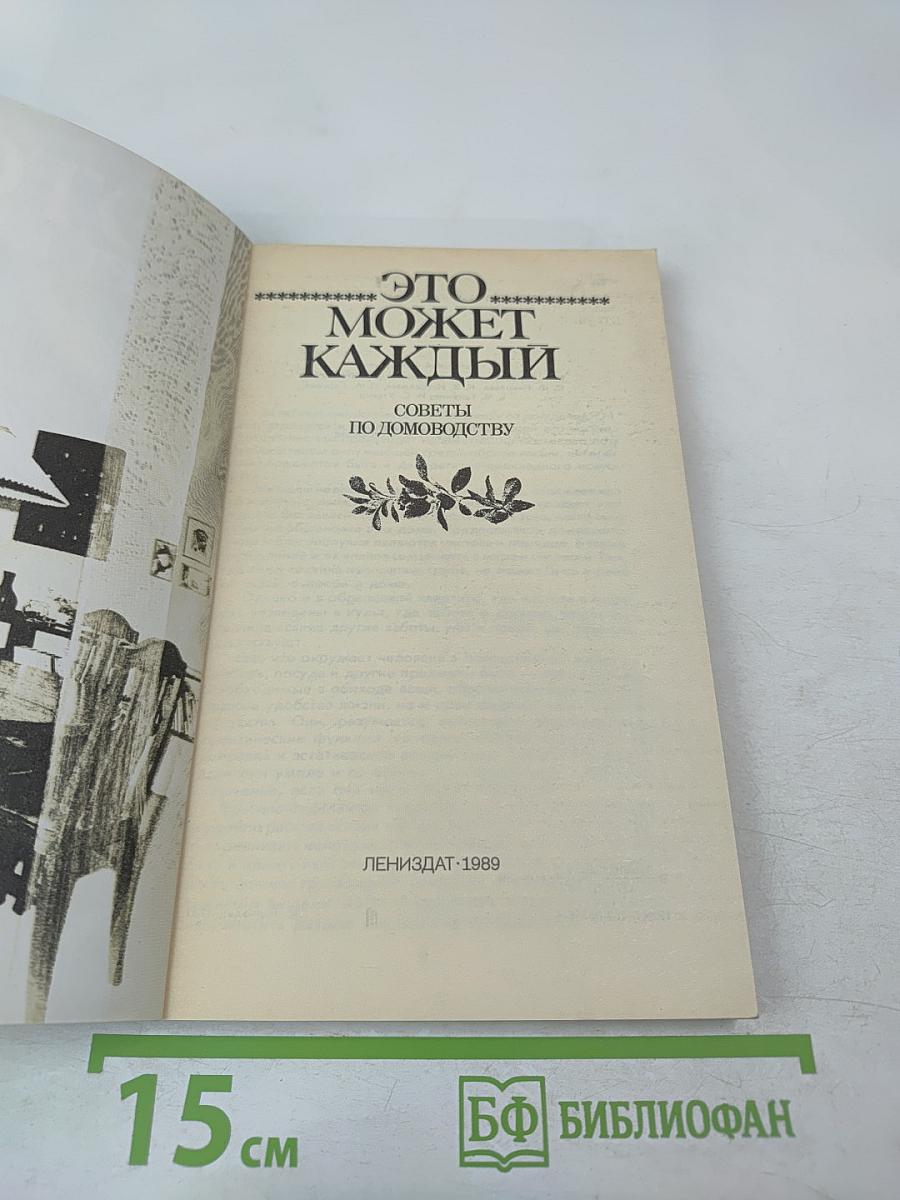 ***********ЭТО***********
МОЖЕТ
КАЖДЫЙ
СОВЕТЫ
ПО ДОМОВОДСТВУ
ЛЕНИЗДАТ·1989
15 см
БФ БИБЛИОФАН